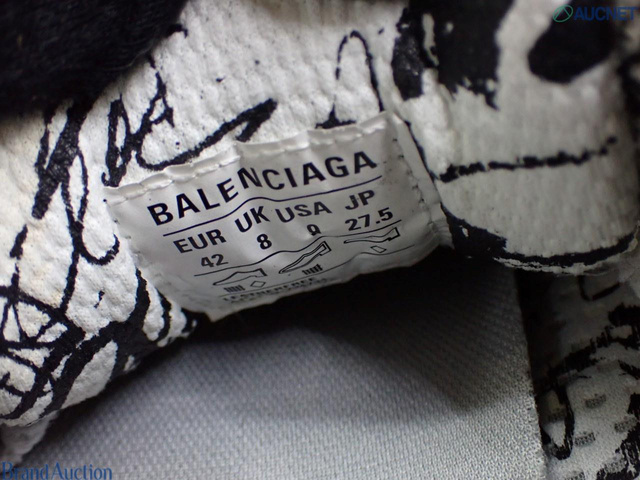 AUCNET
BALENCIAGA
EUR UK USA JP
42 8 9 27.5
Brand Auction